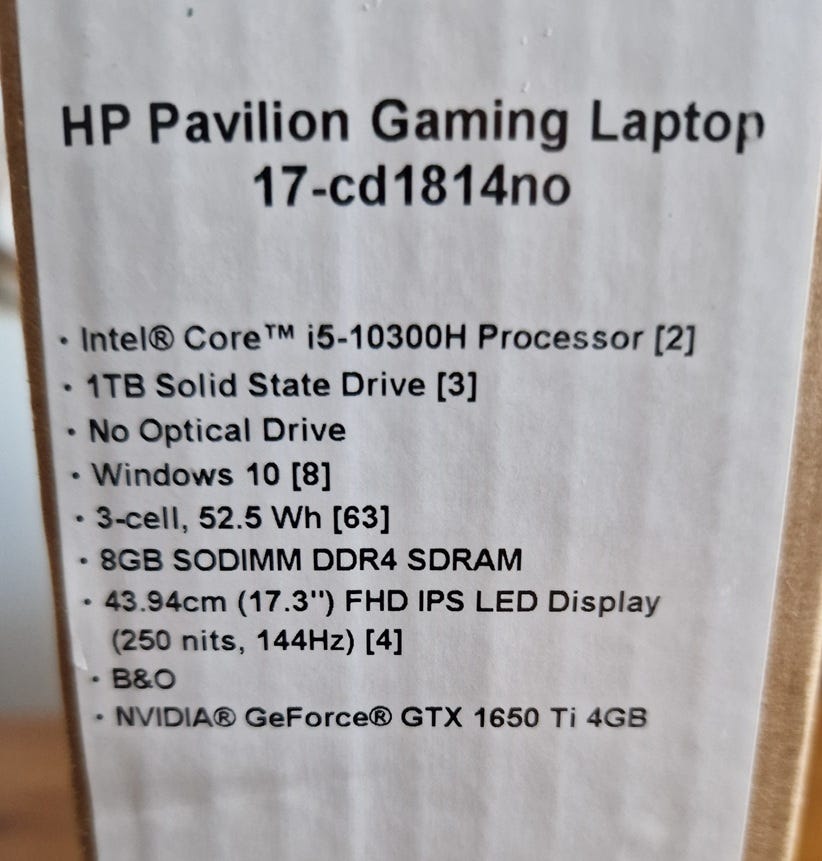 HP Pavilion Gaming Laptop
17-cd1814no
· Intel® Core™ i5-10300H Processor [2]
· 1TB Solid State Drive [3]
· No Optical Drive
· Windows 10 [8]
· 3-cell, 52.5 Wh [63]
· 8GB SODIMM DDR4 SDRAM
· 43.94cm (17.3") FHD IPS LED Display
(250 nits, 144Hz) [4]
· B&O
· NVIDIA® GeForce® GTX 1650 Ti 4GB